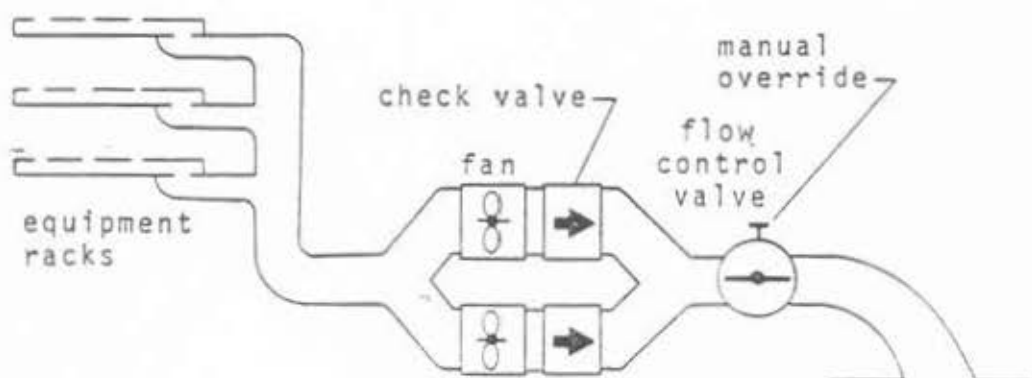 manual
override
check valve
flow
control
valve
fan
equipment
racks